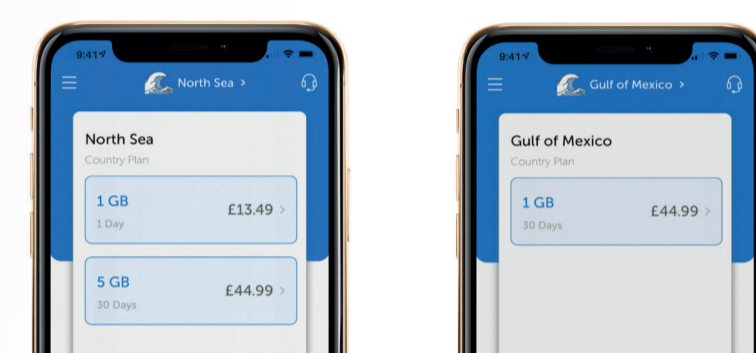 9:41
North Sea >
North Sea
Country Plan
1 GB
£13.49 >
1 Day
5 GB
£44.99 >
30 Days
9:41
Gulf of Mexico >
Gulf of Mexico
Country Plan
1 GB
£44.99 >
30 Days